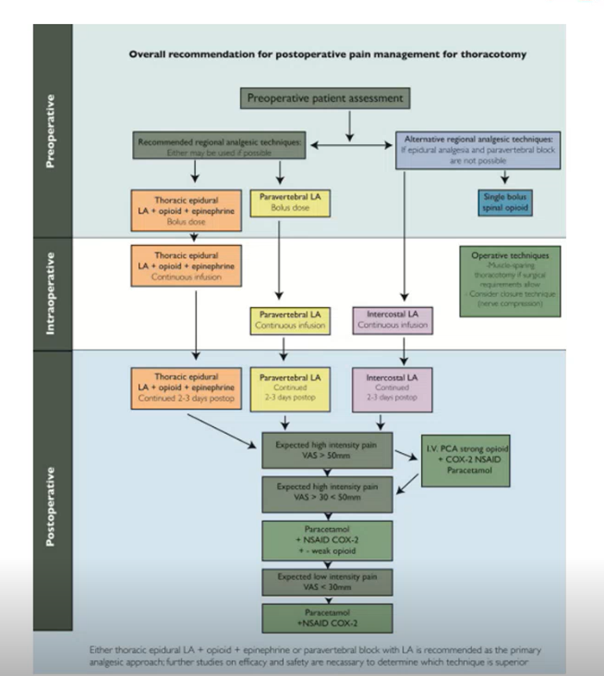 Overall recommendation for postoperative pain management for thoracotomy
Preoperative
Preoperative patient assessment
Recommended regional analgesic techniques:
Either may be used if possible
Alternative regional analgesic techniques:
If epidural analgesia and paravertebral block
are not possible
Thoracic epidural
LA + opioid + epinephrine
Bolus dose
Paravertebral LA
Bolus dose
Single bolus
spinal opioid
Intraoperative
Thoracic epidural
LA + opioid + epinephrine
Continuous infusion
Operative techniques
- Muscle-sparing
thoracotomy if surgical
requirements allow
- Consider closure technique
(nerve compression)
Paravertebral LA
Continuous infusion
Intercostal LA
Continuous infusion
Postoperative
Thoracic epidural
LA + opioid + epinephrine
Continued 2-3 days postop
Paravertebral LA
Continued
2-3 days postop
Intercostal LA
Continued
2-3 days postop
Expected high intensity pain
VAS > 50mm
I.V. PCA strong opioid
+ COX-2 NSAID
Paracetamol
Expected high intensity pain
VAS > 30 < 50mm
Paracetamol
+ NSAID COX-2
+ - weak opioid
Expected low intensity pain
VAS < 30mm
Paracetamol
+NSAID COX-2
Either thoracic epidural LA + opioid + epinephrine or paravertebral block with LA is recommended as the primary
analgesic approach: further studies on efficacy and safety are necassary to determine which technique is superior